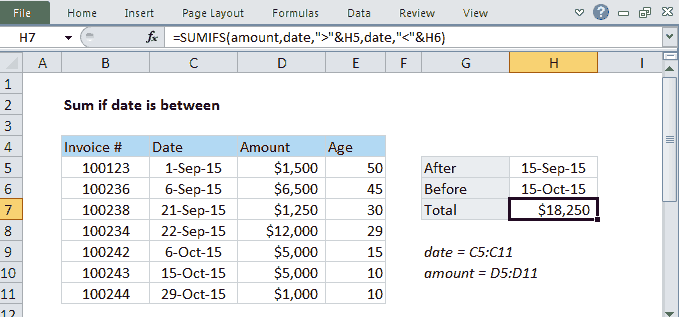 File Home Insert Page Layout Formulas Data Review View
H7 fx =SUMIFS(amount,date,">"&H5,date,"<"&H6)
A B C D E F G H I
1
2 Sum if date is between
3
4 Invoice # Date Amount Age
5 100123 1-Sep-15 $1,500 50 After 15-Sep-15
6 100236 6-Sep-15 $6,500 45 Before 15-Oct-15
7 100238 21-Sep-15 $1,250 30 Total $18,250
8 100234 22-Sep-15 $12,000 29
9 100242 6-Oct-15 $5,000 15 date = C5:C11
10 100243 15-Oct-15 $5,000 10 amount = D5:D11
11 100244 29-Oct-15 $1,000 10
12